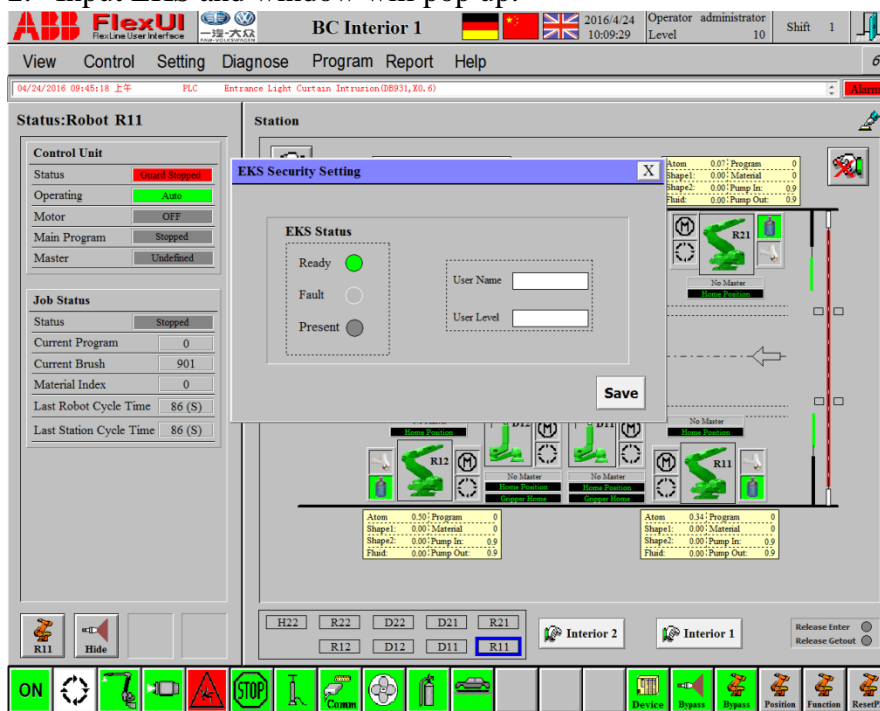 2. Input EKS and window will pop up.
ABB FlexUI
FlexLine User Interface
一汽-大众
FAW-VOLKSWAGEN
BC Interior 1
2016/4/24
10:09:29
Operator administrator
Level 10
Shift 1
View Control Setting Diagnose Program Report Help
04/24/2016 09:45:18 上午 PLC Entrance Light Curtain Intrusion(DB931,X0.6)
Alarm
Status:Robot R11
Control Unit
Status Guard Stopped
Operating Auto
Motor OFF
Main Program Stopped
Master Undefined
Job Status
Status Stopped
Current Program 0
Current Brush 901
Material Index 0
Last Robot Cycle Time 86 (S)
Last Station Cycle Time 86 (S)
R11 Hide
Station
Atom 0.07 Program 0
Shape1: 0.00 Material 0
Shape2: 0.00 Pump In: 0.9
Fluid: 0.00 Pump Out: 0.9
M
R21
No Master
Home Position
EKS Security Setting X
EKS Status
Ready
Fault
Present
User Name
User Level
Save
Home Position
R12
M
D12
M
No Master
Home Position
Gripper Home
D11
M
No Master
Home Position
Gripper Home
No Master
Home Position
M
R11
Atom 0.50 Program 0
Shape1: 0.00 Material 0
Shape2: 0.00 Pump In: 0.9
Fluid: 0.00 Pump Out: 0.9
Atom 0.34 Program 0
Shape1: 0.00 Material 0
Shape2: 0.00 Pump In: 0.9
Fluid: 0.00 Pump Out: 0.9
H22 R22 D22 D21 R21
R12 D12 D11 R11
Interior 2
Interior 1
Release Enter
Release Getout
ON
STOP
Comm
Device
Bypass
Bypass
Position
Function